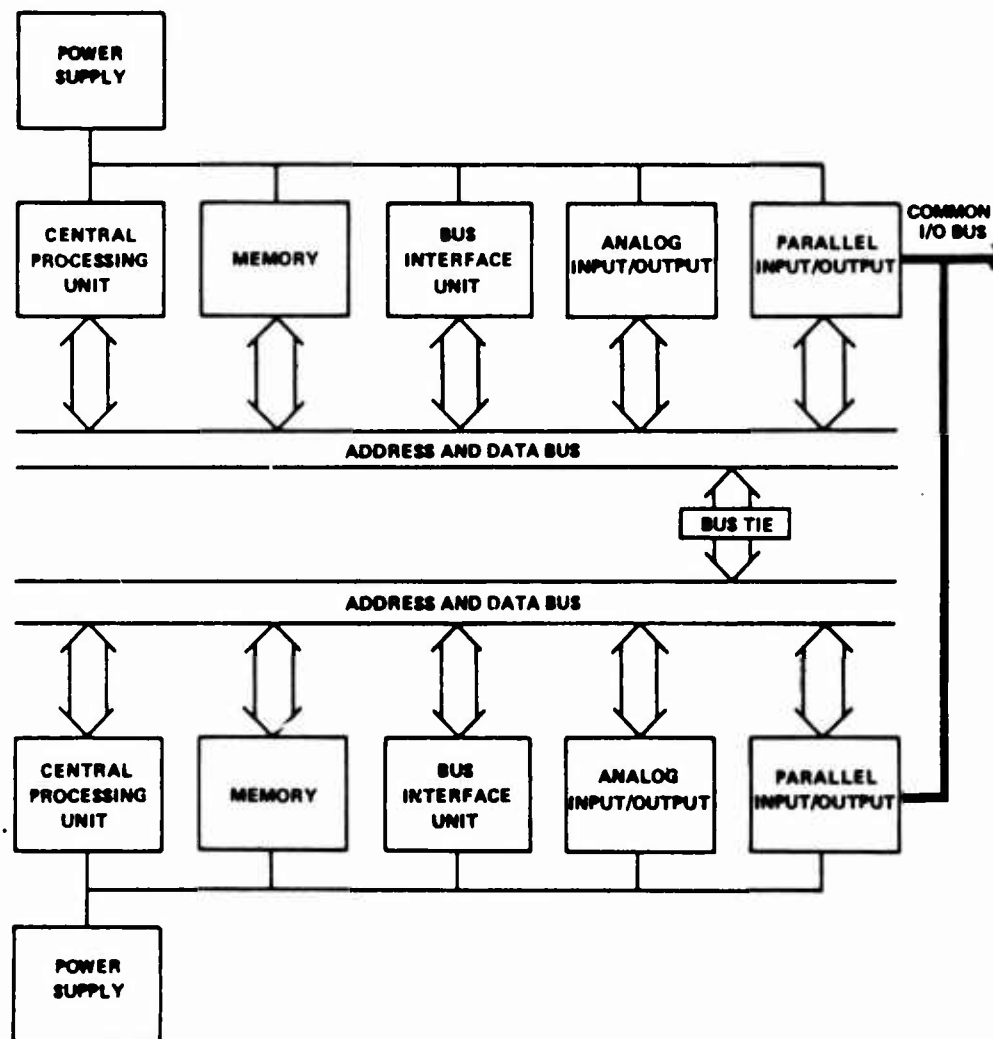 POWER
SUPPLY
CENTRAL
PROCESSING
UNIT
MEMORY
BUS
INTERFACE
UNIT
ANALOG
INPUT/OUTPUT
PARALLEL
INPUT/OUTPUT
COMMON
I/O BUS
ADDRESS AND DATA BUS
BUS TIE
ADDRESS AND DATA BUS
CENTRAL
PROCESSING
UNIT
MEMORY
BUS
INTERFACE
UNIT
ANALOG
INPUT/OUTPUT
PARALLEL
INPUT/OUTPUT
POWER
SUPPLY